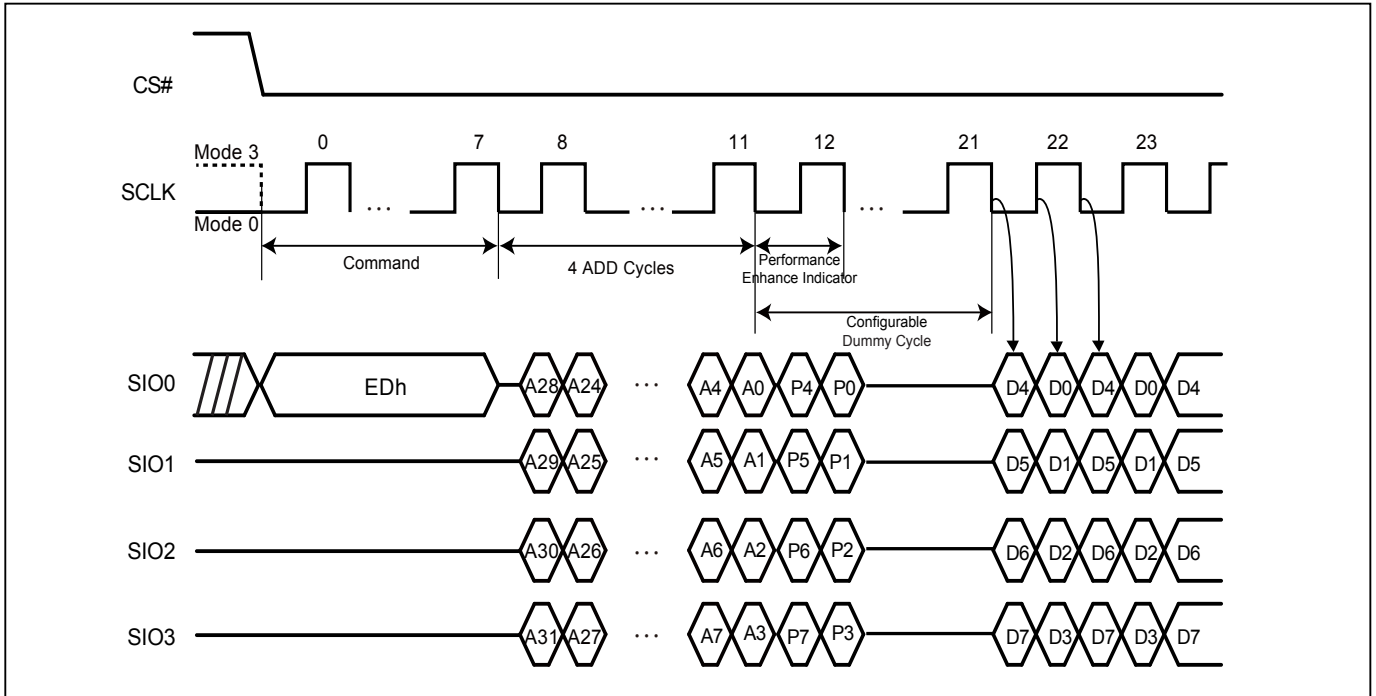 CS#
0 7 8 11 12 21 22 23
Mode 3
SCLK
... ... ...
Mode 0
Command
4 ADD Cycles
Performance
Enhance Indicator
Configurable
Dummy Cycle
SIO0 EDh A28 A24 ... A4 A0 P4 P0 D4 D0 D4 D0 D4
SIO1 A29 A25 ... A5 A1 P5 P1 D5 D1 D5 D1 D5
SIO2 A30 A26 ... A6 A2 P6 P2 D6 D2 D6 D2 D6
SIO3 A31 A27 ... A7 A3 P7 P3 D7 D3 D7 D3 D7